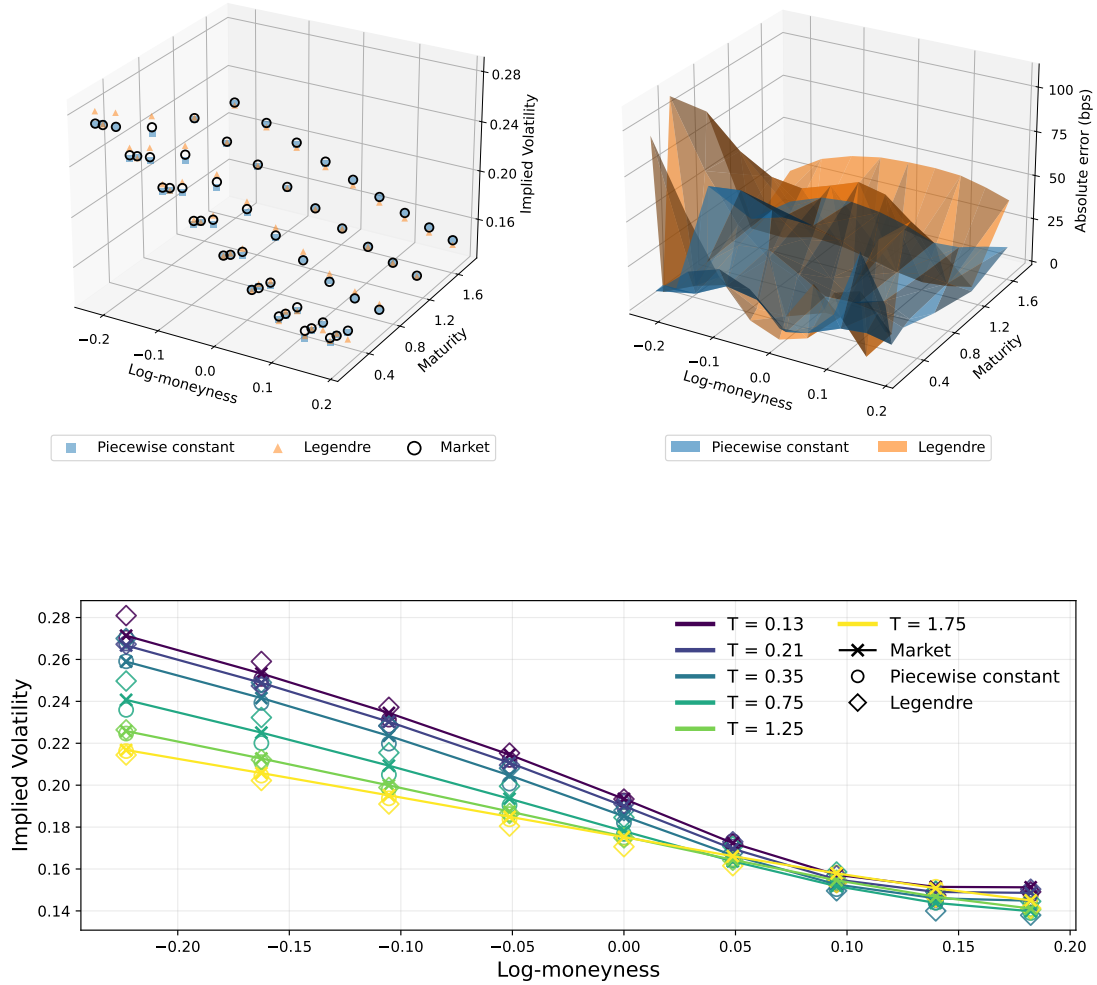 0.28
0.24
0.20
0.16
Implied Volatility
−0.2
−0.1
0.0
0.1
0.2
Log-moneyness
0.4
0.8
1.2
1.6
Maturity
Piecewise constant
Legendre
Market
100
75
50
25
0
Absolute error (bps)
−0.2
−0.1
0.0
0.1
0.2
Log-moneyness
0.4
0.8
1.2
1.6
Maturity
Piecewise constant
Legendre
0.28
0.26
0.24
0.22
0.20
0.18
0.16
0.14
Implied Volatility
T = 0.13
T = 0.21
T = 0.35
T = 0.75
T = 1.25
T = 1.75
Market
Piecewise constant
Legendre
−0.20
−0.15
−0.10
−0.05
0.00
0.05
0.10
0.15
0.20
Log-moneyness